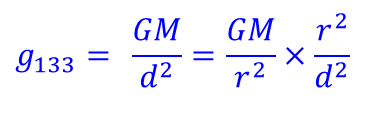 g₁₃₃ = GM/d² = GM/r² × r²/d²